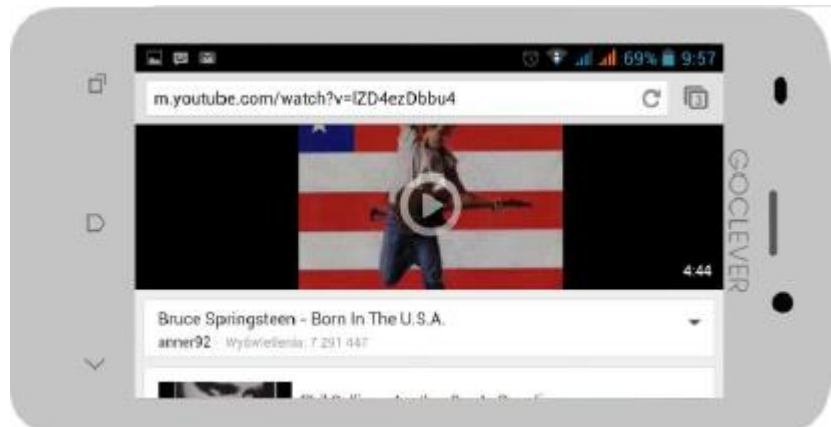 69% 9:57
m.youtube.com/watch?v=lZD4ezDbbu4
3
4:44
GOCLEVER
Bruce Springsteen - Born In The U.S.A.
anner92 Wyświetlenia: 7 291 447